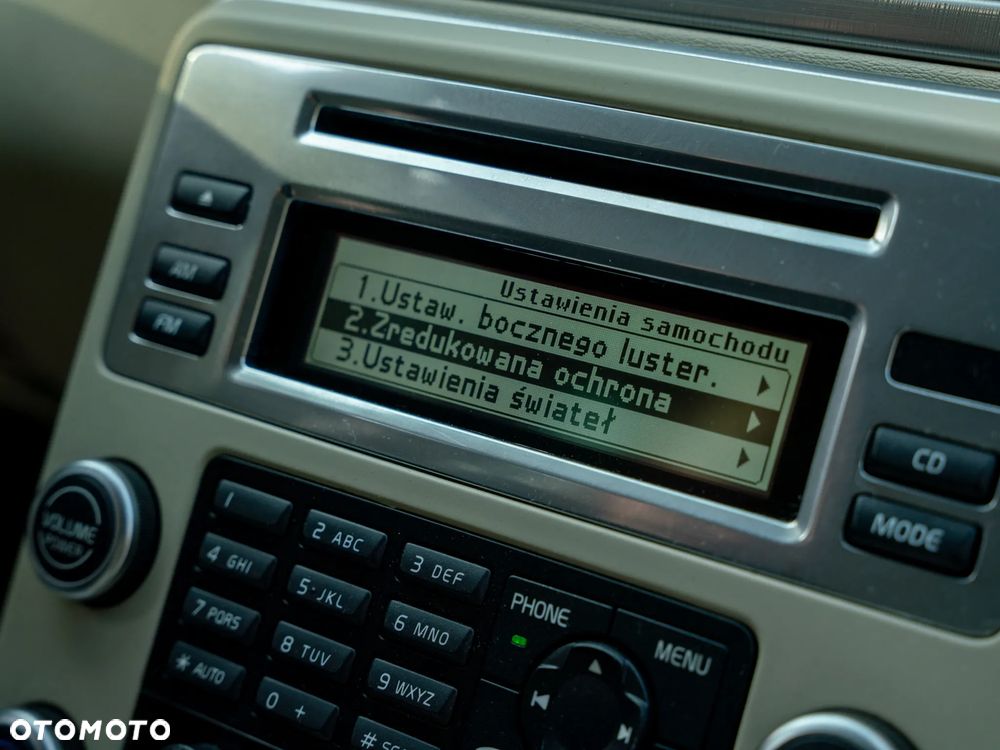 Ustawienia samochodu
1.Ustaw. bocznego luster.
2.Zredukowana ochrona
3.Ustawienia świateł
AM
FM
CD
MODE
VOLUME
POWER
1
2 ABC
3 DEF
4 GHI
5 JKL
6 MNO
7 PQRS
8 TUV
9 WXYZ
* AUTO
0 +
PHONE
MENU
OTOMOTO